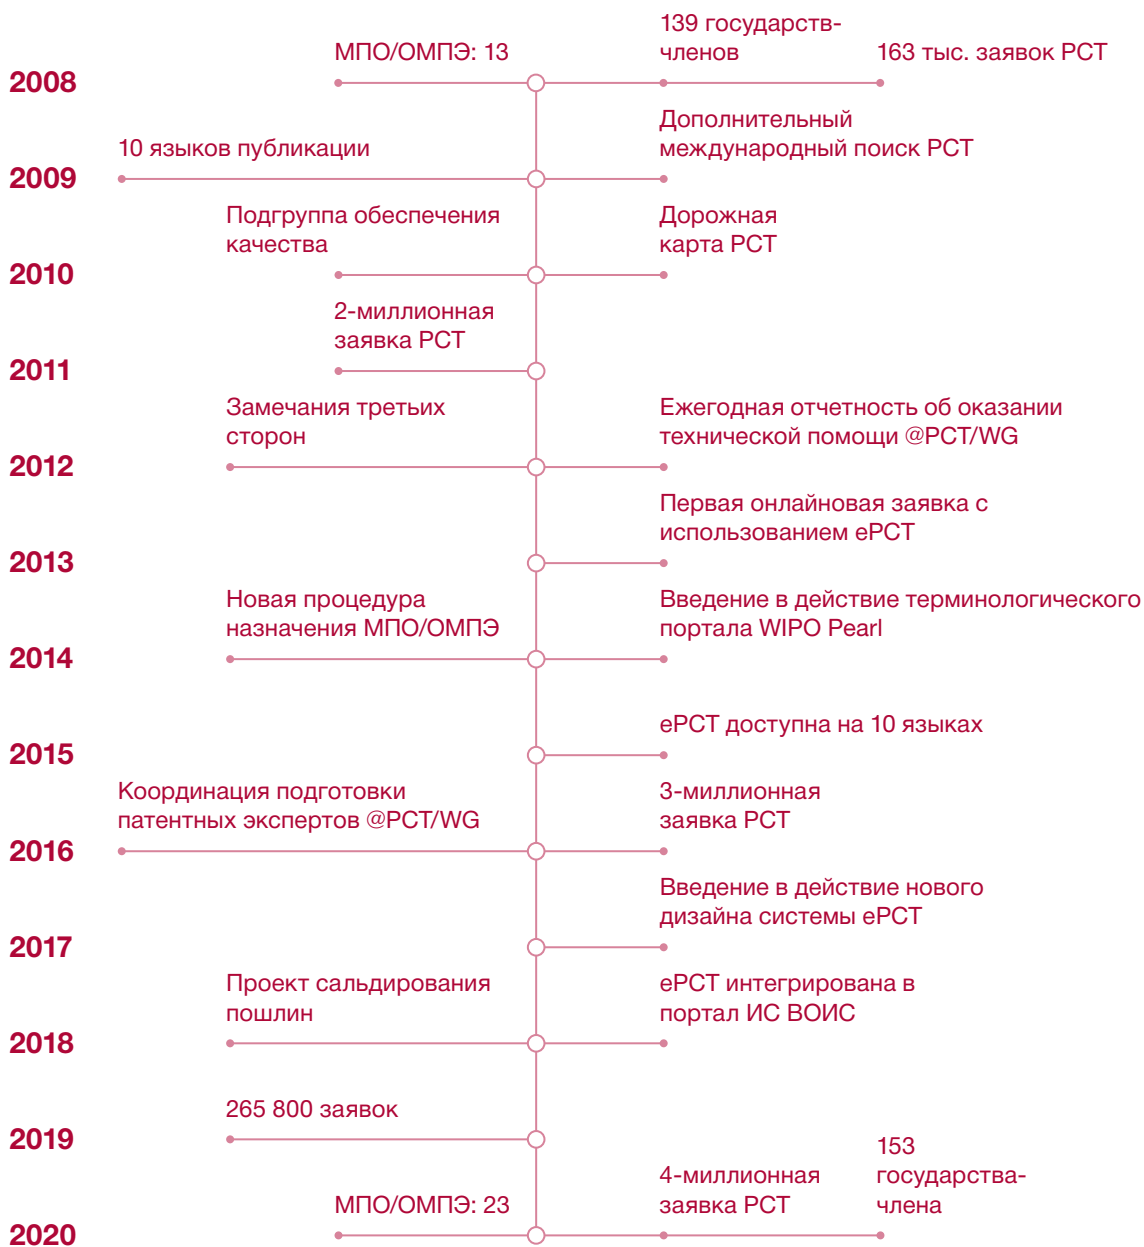 2008
МПО/ОМПЭ: 13
139 государств-
членов
163 тыс. заявок PCT
2009
10 языков публикации
Дополнительный
международный поиск PCT
2010
Подгруппа обеспечения
качества
Дорожная
карта PCT
2011
2-миллионная
заявка PCT
2012
Замечания третьих
сторон
Ежегодная отчетность об оказании
технической помощи @PCT/WG
2013
Первая онлайновая заявка с
использованием ePCT
2014
Новая процедура
назначения МПО/ОМПЭ
Введение в действие терминологического
портала WIPO Pearl
2015
ePCT доступна на 10 языках
2016
Координация подготовки
патентных экспертов @PCT/WG
3-миллионная
заявка PCT
2017
Введение в действие нового
дизайна системы ePCT
2018
Проект сальдирования
пошлин
ePCT интегрирована в
портал ИС ВОИС
2019
265 800 заявок
2020
МПО/ОМПЭ: 23
4-миллионная
заявка PCT
153
государства-
члена